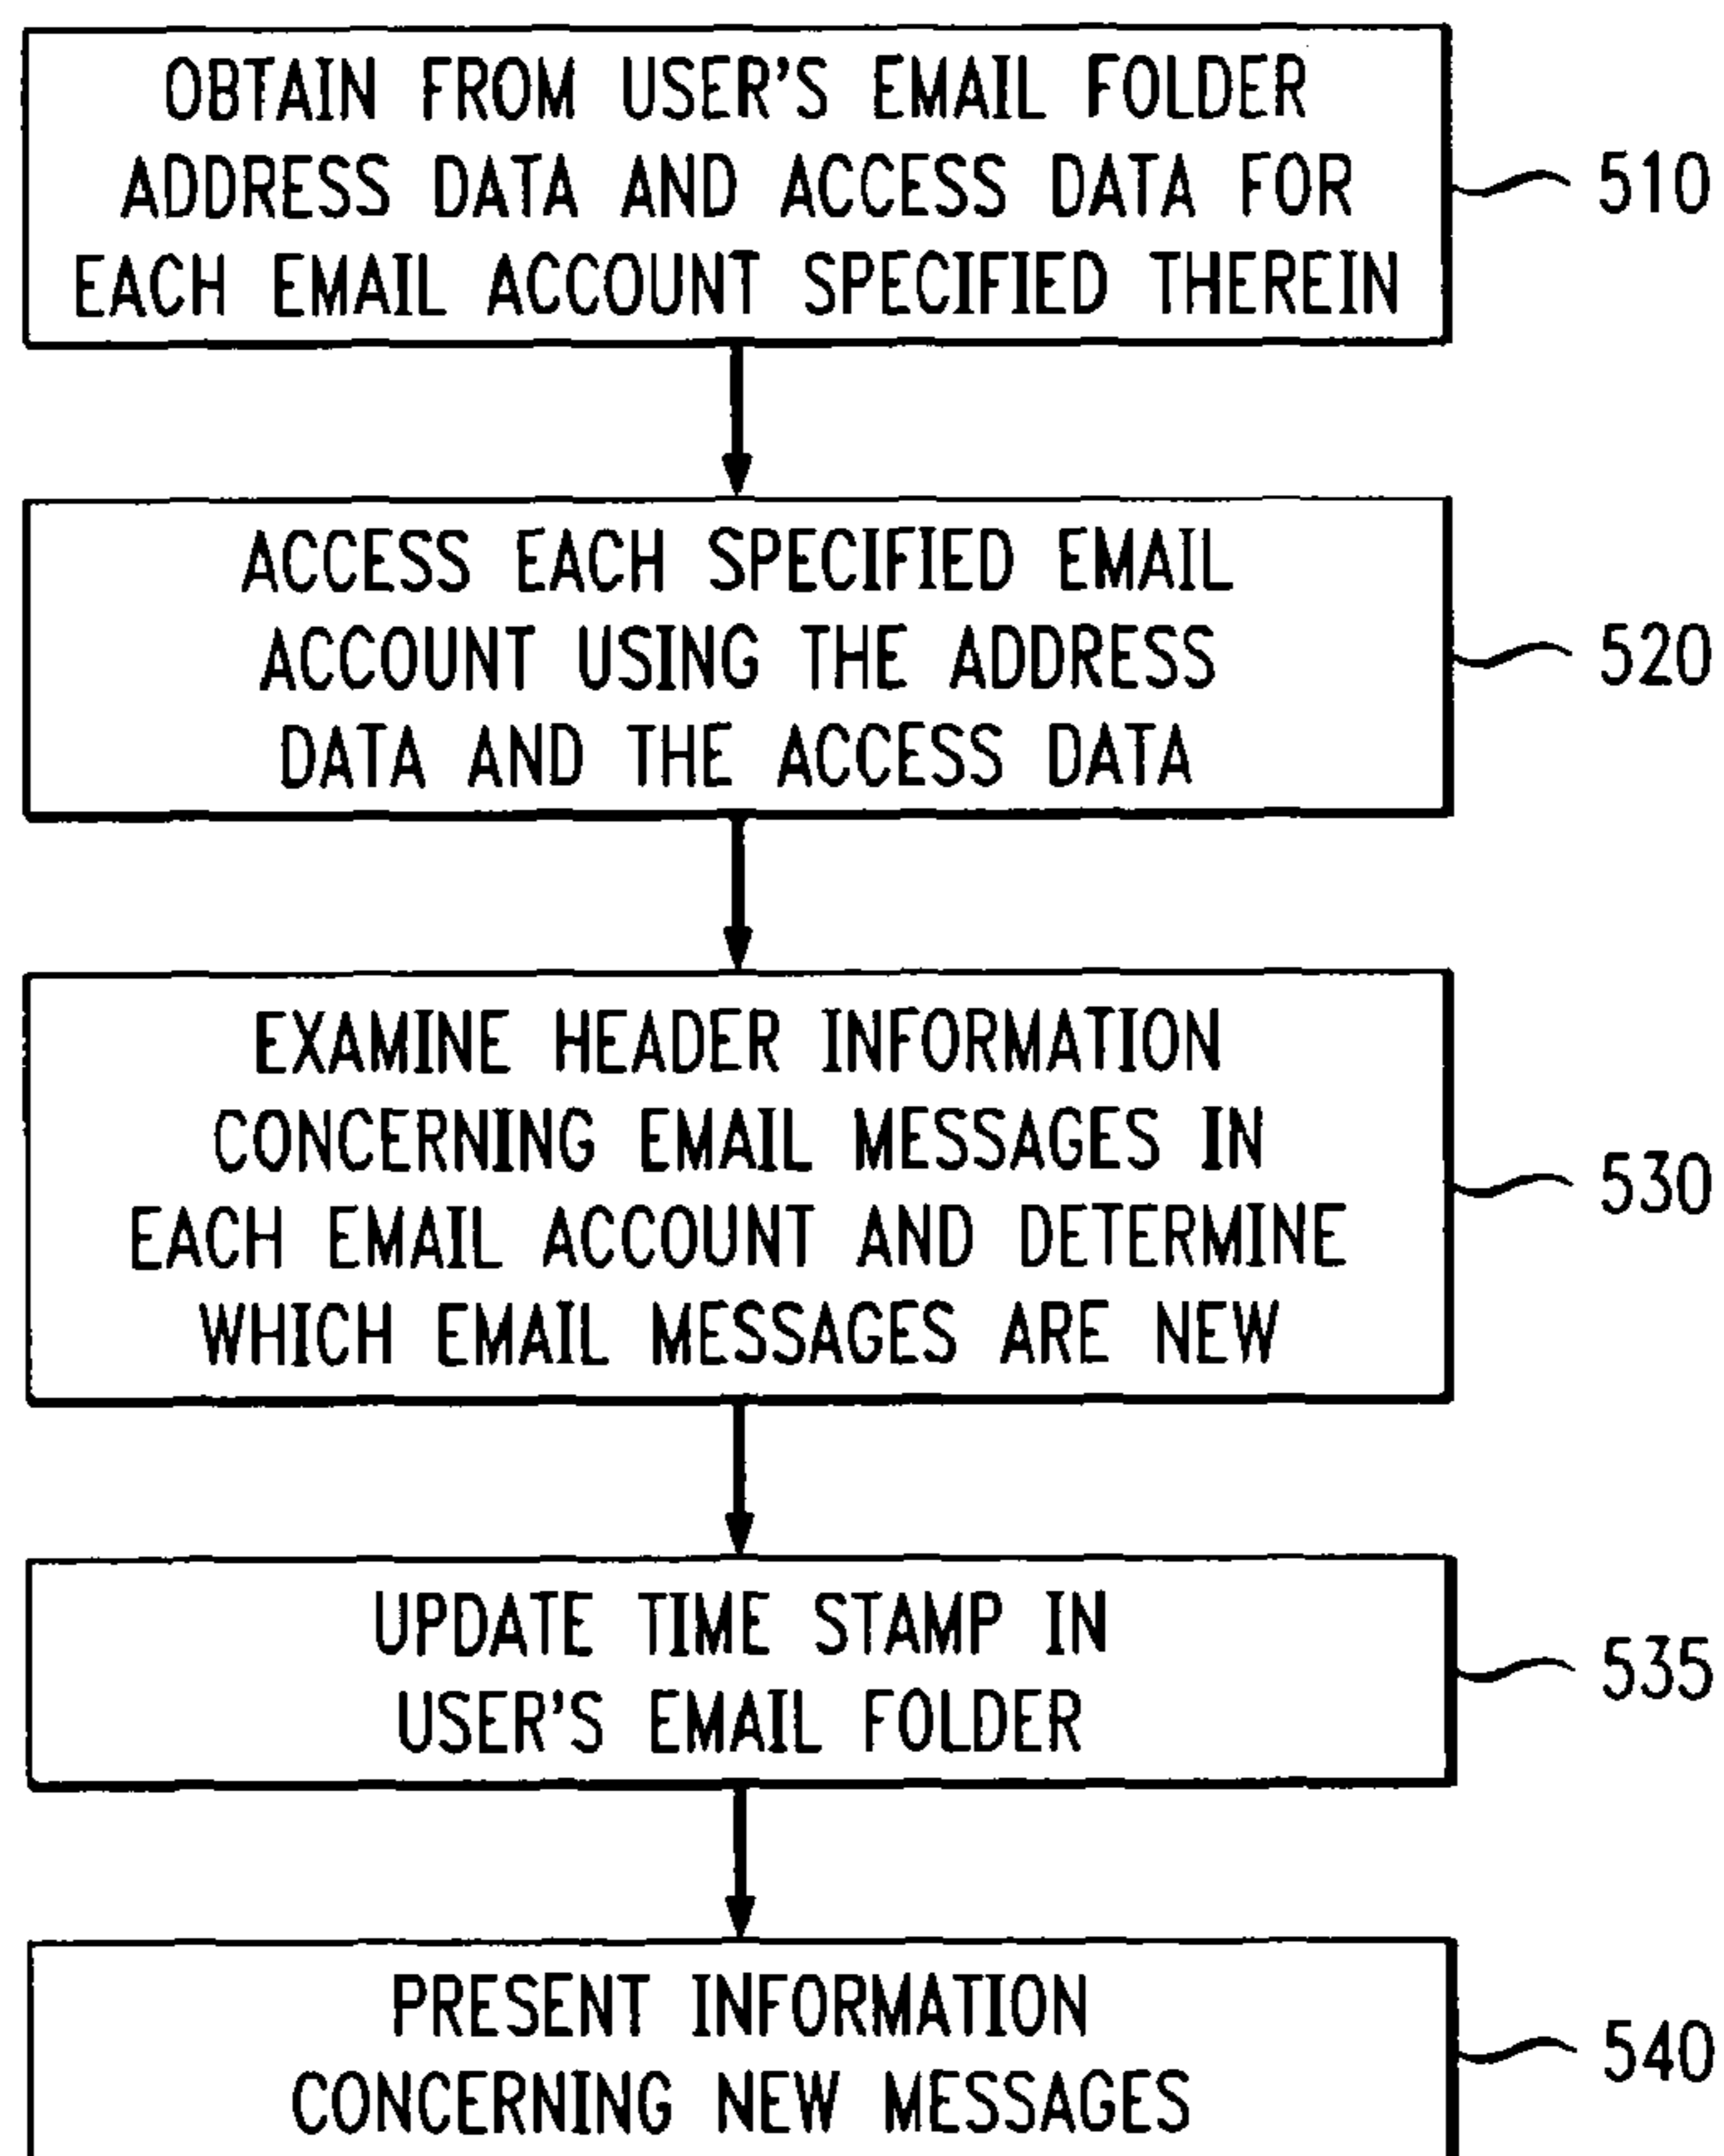 OBTAIN FROM USER'S EMAIL FOLDER
ADDRESS DATA AND ACCESS DATA FOR
EACH EMAIL ACCOUNT SPECIFIED THEREIN
510
ACCESS EACH SPECIFIED EMAIL
ACCOUNT USING THE ADDRESS
DATA AND THE ACCESS DATA
520
EXAMINE HEADER INFORMATION
CONCERNING EMAIL MESSAGES IN
EACH EMAIL ACCOUNT AND DETERMINE
WHICH EMAIL MESSAGES ARE NEW
530
UPDATE TIME STAMP IN
USER'S EMAIL FOLDER
535
PRESENT INFORMATION
CONCERNING NEW MESSAGES
540